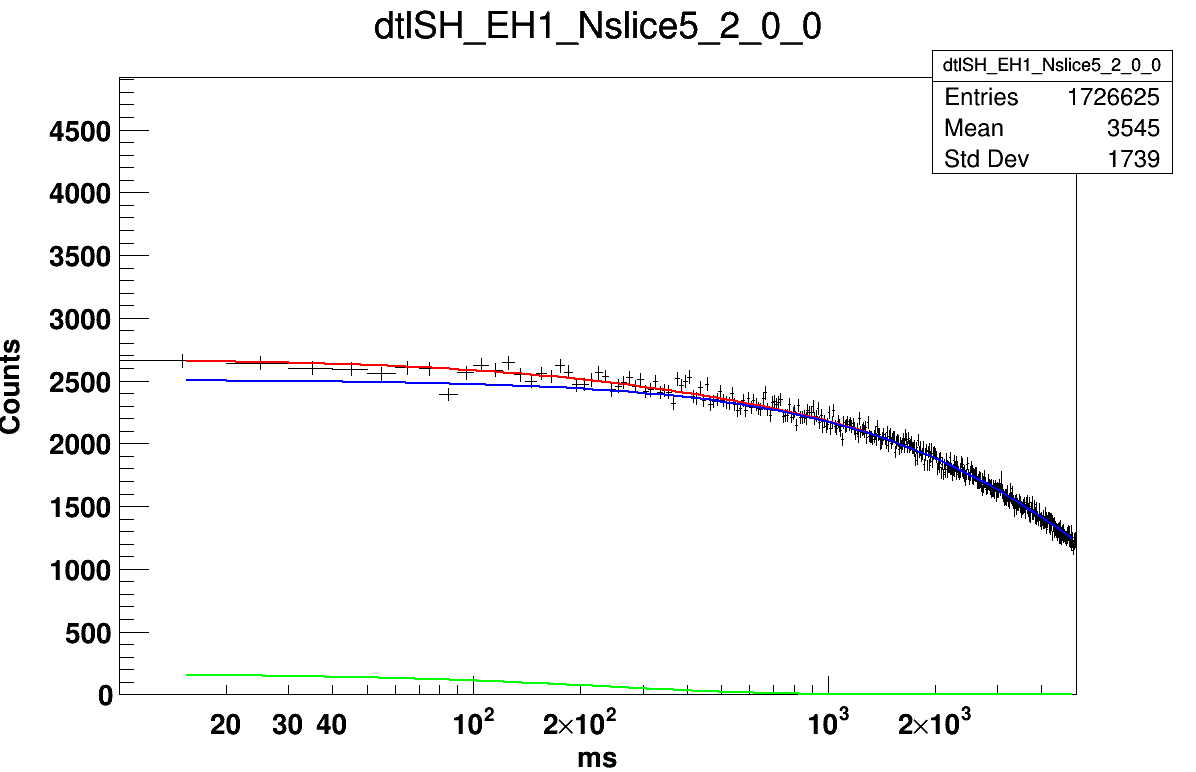 dtlSH_EH1_Nslice5_2_0_0
dtlSH_EH1_Nslice5_2_0_0
Entries 1726625
Mean 3545
Std Dev 1739
Counts
4500
4000
3500
3000
2500
2000
1500
1000
500
0
20 30 40 10² 2×10² 10³ 2×10³
ms